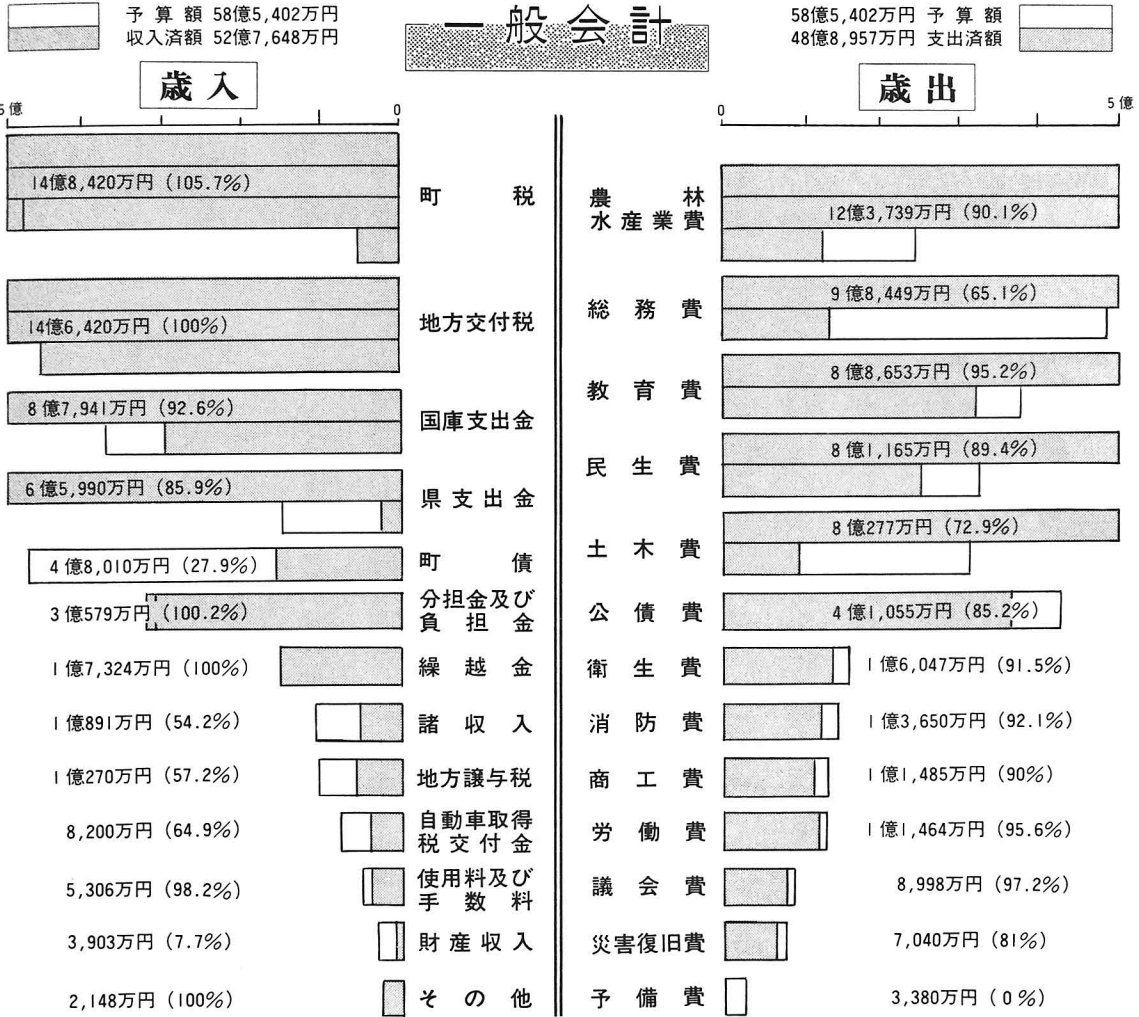 一般会計
予算額 58億5,402万円
収入済額 52億7,648万円
58億5,402万円 予算額
48億8,957万円 支出済額
歳入
5億 0
14億8,420万円 (105.7%) 町税
14億6,420万円 (100%) 地方交付税
8億7,941万円 (92.6%) 国庫支出金
6億5,990万円 (85.9%) 県支出金
4億8,010万円 (27.9%) 町債
3億579万円 (100.2%) 分担金及び
負担金
1億7,324万円 (100%) 繰越金
1億891万円 (54.2%) 諸収入
1億270万円 (57.2%) 地方譲与税
8,200万円 (64.9%) 自動車取得
税交付金
5,306万円 (98.2%) 使用料及び
手数料
3,903万円 (7.7%) 財産収入
2,148万円 (100%) その他
歳出
0 5億
農林
水産業費 12億3,739万円 (90.1%)
総務費 9億8,449万円 (65.1%)
教育費 8億8,653万円 (95.2%)
民生費 8億1,165万円 (89.4%)
土木費 8億277万円 (72.9%)
公債費 4億1,055万円 (85.2%)
衛生費 1億6,047万円 (91.5%)
消防費 1億3,650万円 (92.1%)
商工費 1億1,485万円 (90%)
労働費 1億1,464万円 (95.6%)
議会費 8,998万円 (97.2%)
災害復旧費 7,040万円 (81%)
予備費 3,380万円 (0%)